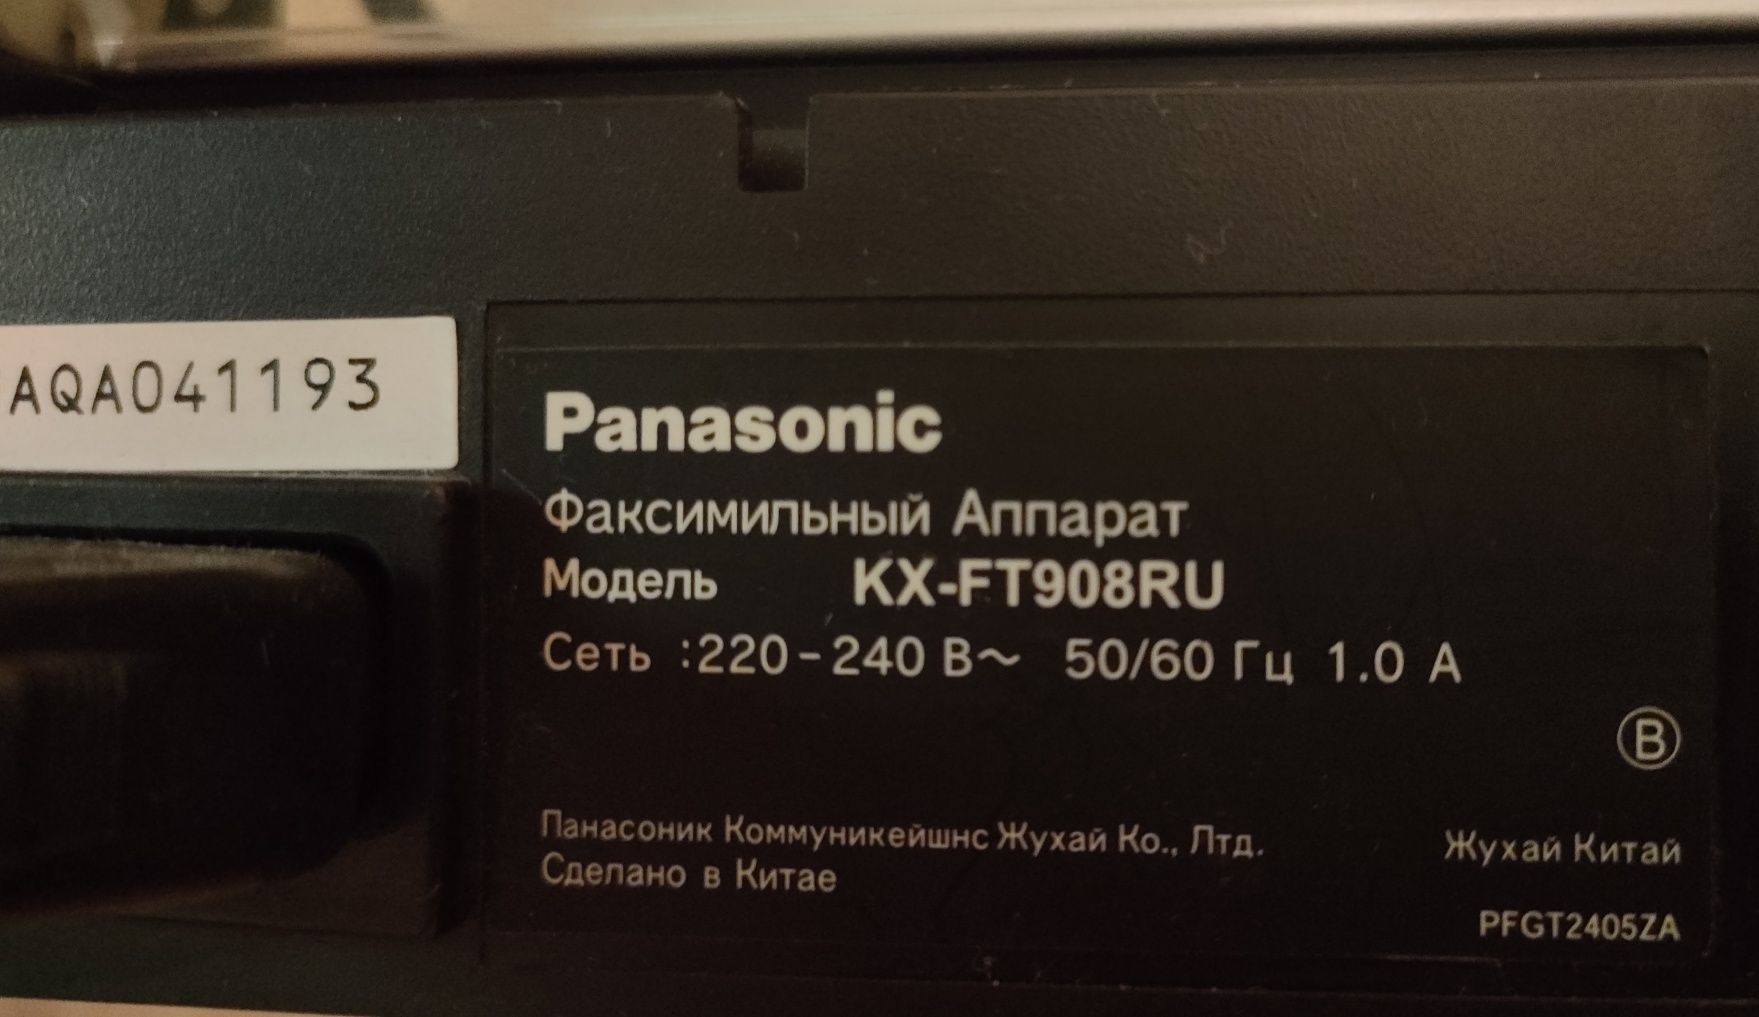 AQA041193
Panasonic
Факсимильный Аппарат
Модель KX-FT908RU
Сеть :220-240 В~ 50/60 Гц 1.0 А
B
Панасоник Коммуникейшнс Жухай Ко., Лтд. Жухай Китай
Сделано в Китае
PFGT2405ZA